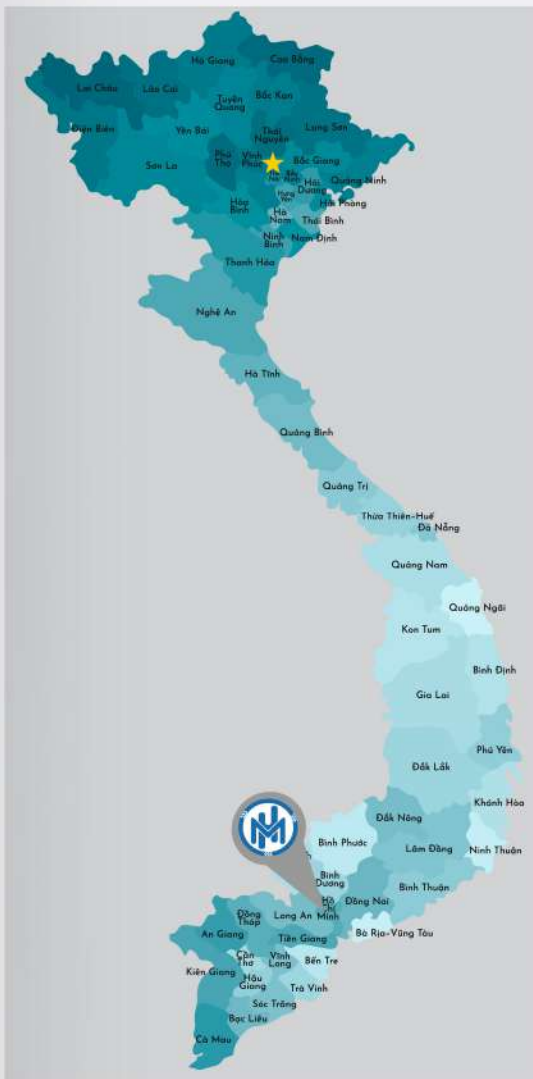 Hà Giang
Cao Bằng
Lai Châu
Lào Cai
Bắc Kạn
Tuyên
Quang
Điện Biên
Yên Bái
Thái
Nguyên
Lạng Sơn
Sơn La
Phú
Thọ
Vĩnh
Phúc
Bắc Giang
Quảng Ninh
Hải
Dương
Hải Phòng
Hòa
Bình
Hà
Nam
Thái Bình
Ninh
Bình
Nam Định
Thanh Hóa
Nghệ An
Hà Tĩnh
Quảng Bình
Quảng Trị
Thừa Thiên-Huế
Đà Nẵng
Quảng Nam
Quảng Ngãi
Kon Tum
Bình Định
Gia Lai
Phú Yên
Đắk Lắk
Khánh Hòa
Đắk Nông
Bình Phước
Lâm Đồng
Ninh Thuận
Bình
Dương
Bình Thuận
Hồ
Chí
Minh
Đồng Nai
Đồng
Tháp
Long An
Bà Rịa-Vũng Tàu
An Giang
Tiền Giang
Cần
Thơ
Vĩnh
Long
Bến Tre
Kiên Giang
Hậu
Giang
Trà Vinh
Sóc Trăng
Bạc Liêu
Cà Mau